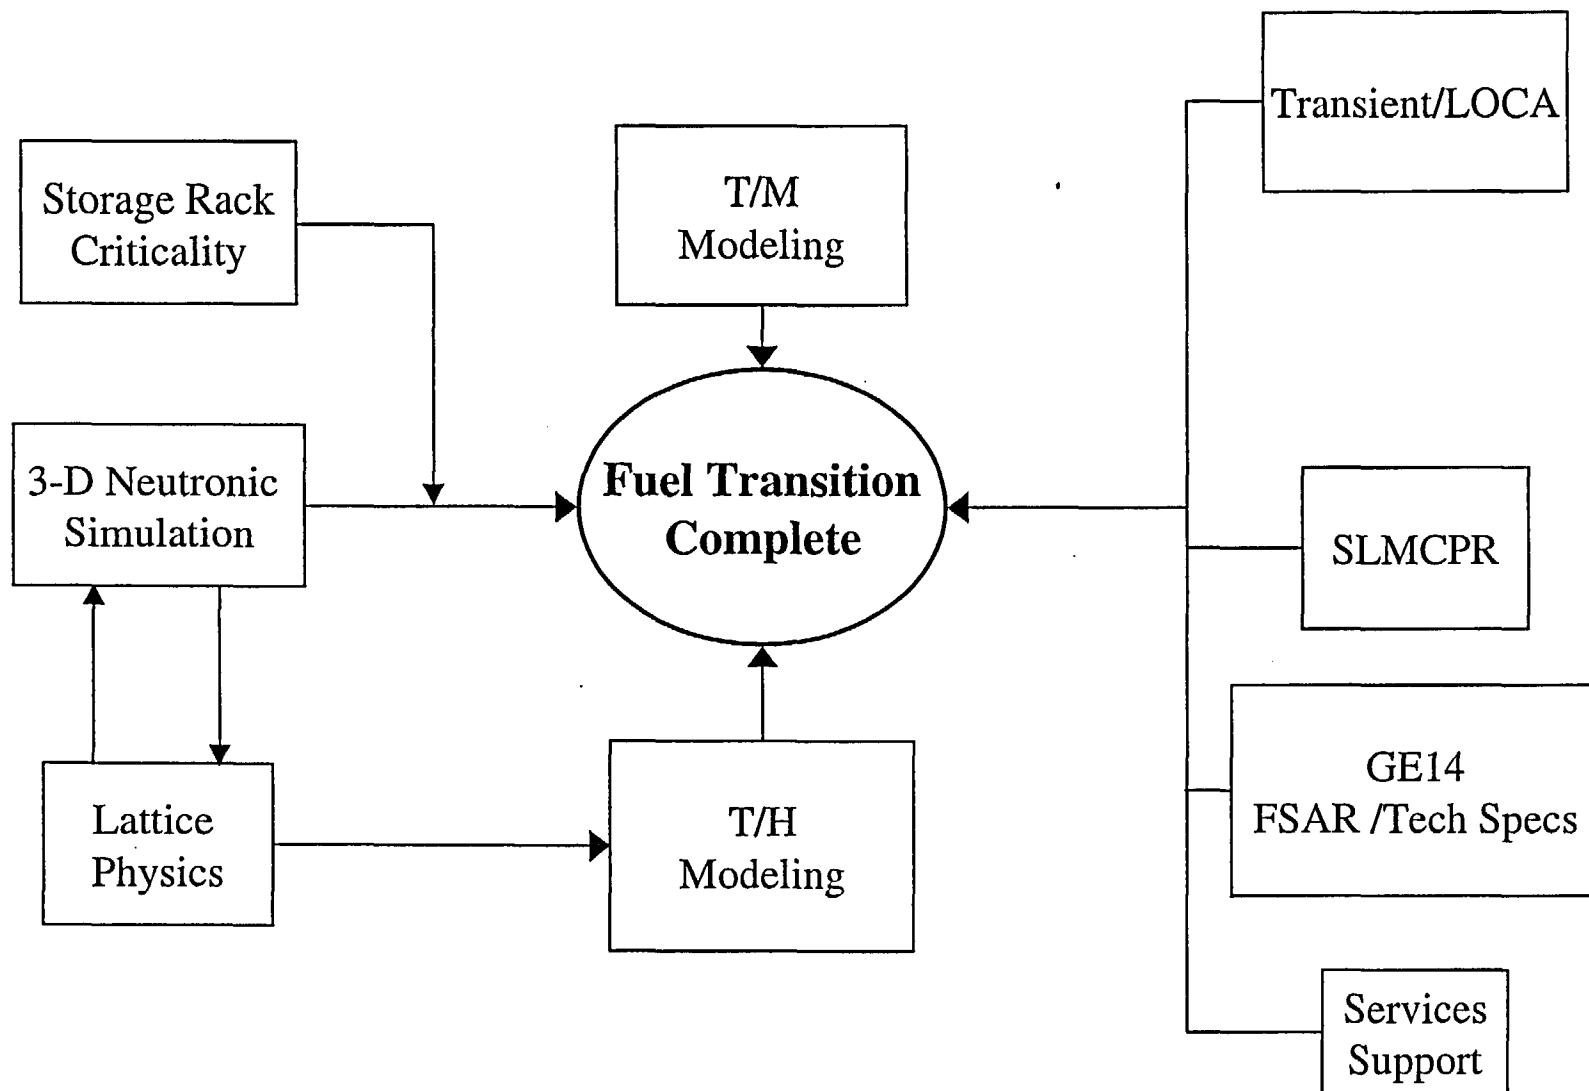 Transient/LOCA
Storage Rack
Criticality
T/M
Modeling
3-D Neutronic
Simulation
Fuel Transition
Complete
SLMCPR
Lattice
Physics
T/H
Modeling
GE14
FSAR /Tech Specs
Services
Support